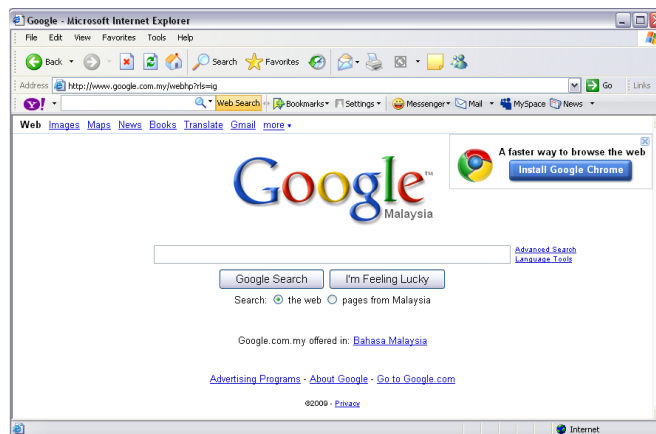 Google - Microsoft Internet Explorer
File Edit View Favorites Tools Help
Back Search Favorites
Address http://www.google.com.my/webhp?rls=ig Go Links
Y! Web Search Bookmarks Settings Messenger Mail MySpace News
Web Images Maps News Books Translate Gmail more
A faster way to browse the web
Install Google Chrome
Google™
Malaysia
Advanced Search
Language Tools
Google Search I'm Feeling Lucky
Search: the web pages from Malaysia
Google.com.my offered in: Bahasa Malaysia
Advertising Programs - About Google - Go to Google.com
©2009 - Privacy
Internet